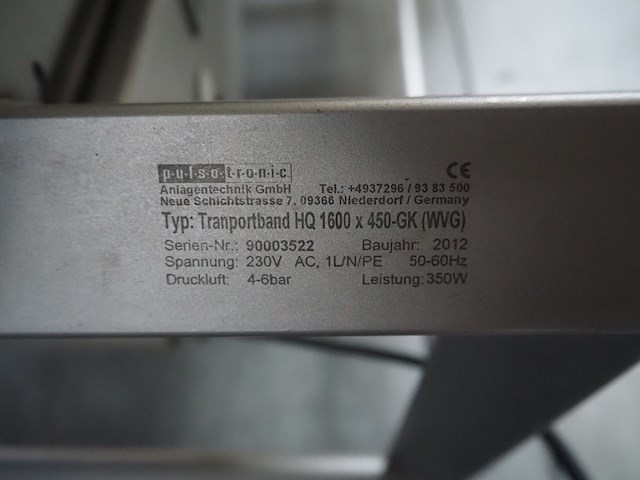 pulsotronic CE
Anlagentechnik GmbH Tel.: +4937296 / 93 83 500
Neue Schichtstrasse 7, 09366 Niederdorf / Germany
Typ: Tranportband HQ 1600 x 450-GK (WVG)
Serien-Nr.: 90003522 Baujahr: 2012
Spannung: 230V AC, 1L/N/PE 50-60Hz
Druckluft: 4-6bar Leistung: 350W